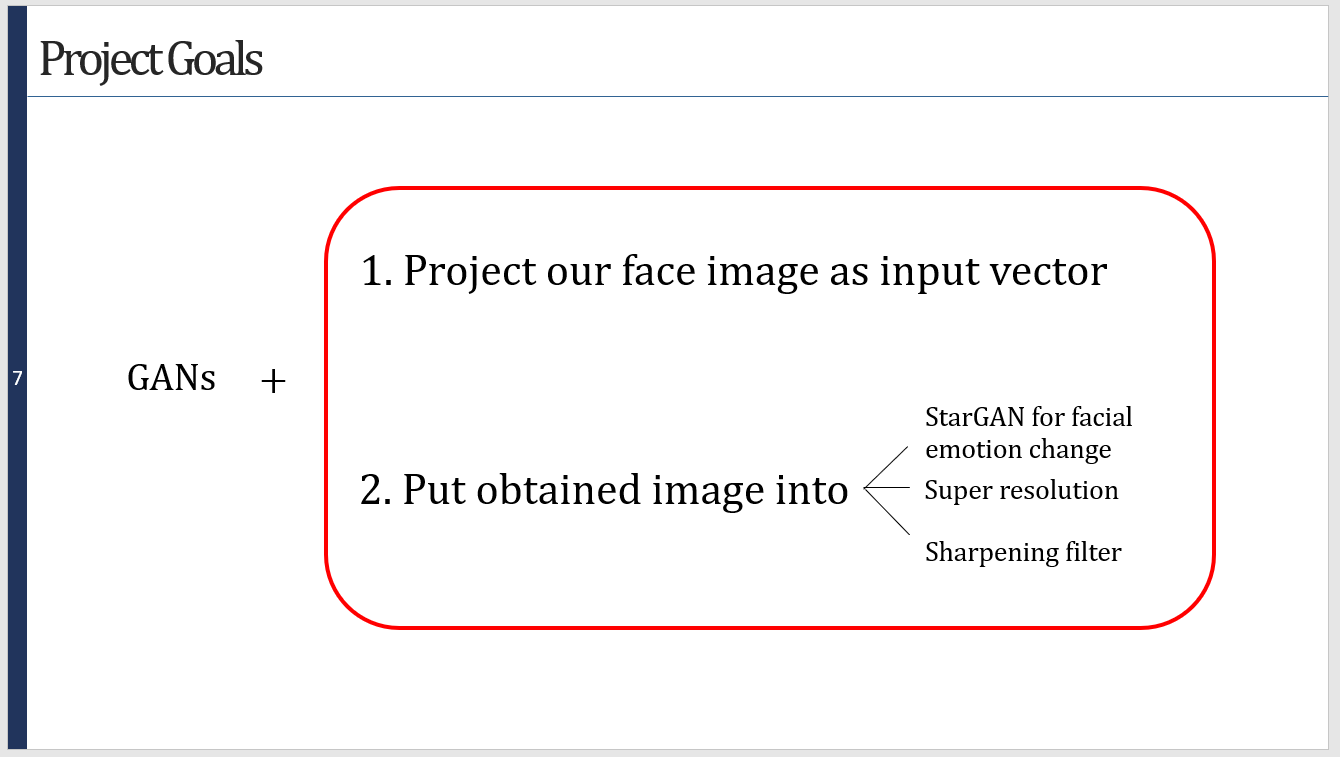 Project Goals
1. Project our face image as input vector
7
GANs +
StarGAN for facial
emotion change
2. Put obtained image into
Super resolution
Sharpening filter